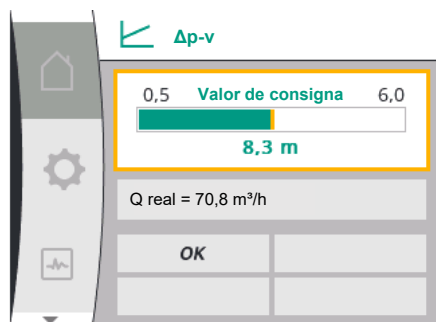 Δp-v
0,5 Valor de consigna 6,0
8,3 m
Q real = 70,8 m³/h
OK